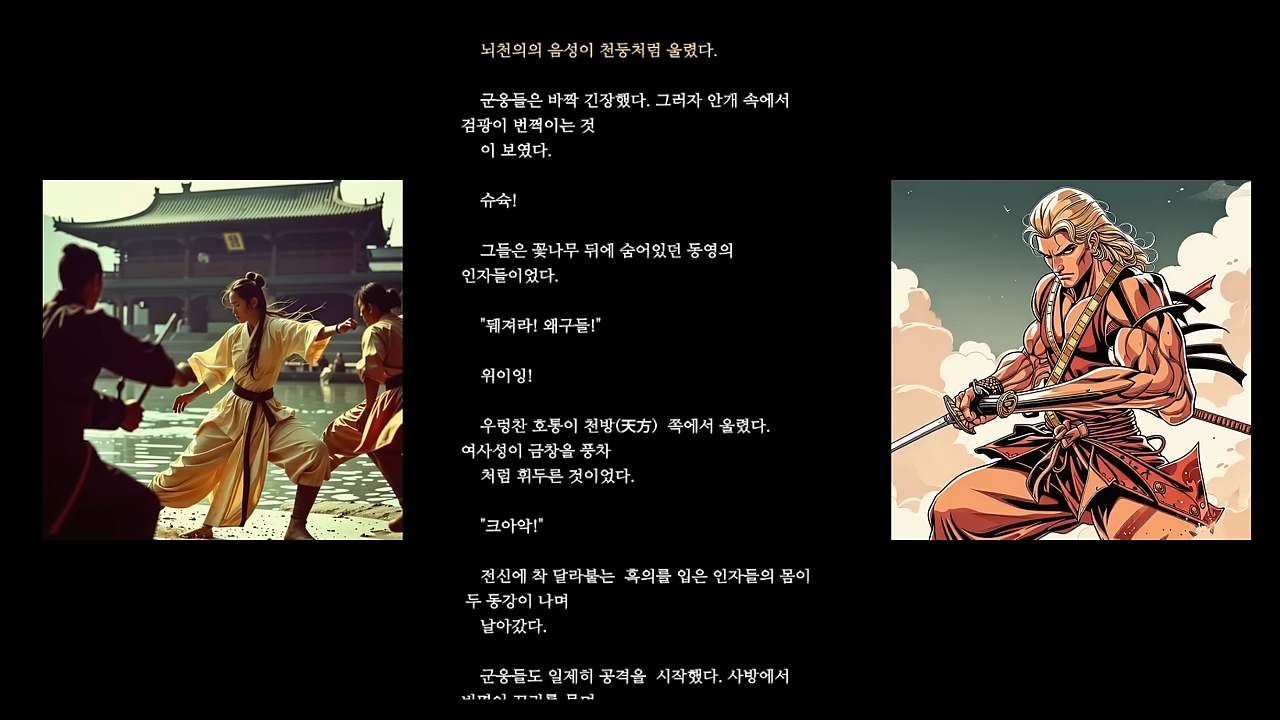 뇌천의의 음성이 천둥처럼 울렸다.
군웅들은 바짝 긴장했다. 그러자 안개 속에서
검광이 번쩍이는 것
이 보였다.
슈슉!
그들은 꽃나무 뒤에 숨어있던 동영의
인자들이었다.
"뒈져라! 왜구들!"
위이잉!
우렁찬 호통이 천방(天方) 쪽에서 울렸다.
여사성이 금창을 풍차
처럼 휘두른 것이었다.
"크아악!"
전신에 착 달라붙는 흑의를 입은 인자들의 몸이
두 동강이 나며
날아갔다.
군웅들도 일제히 공격을 시작했다. 사방에서